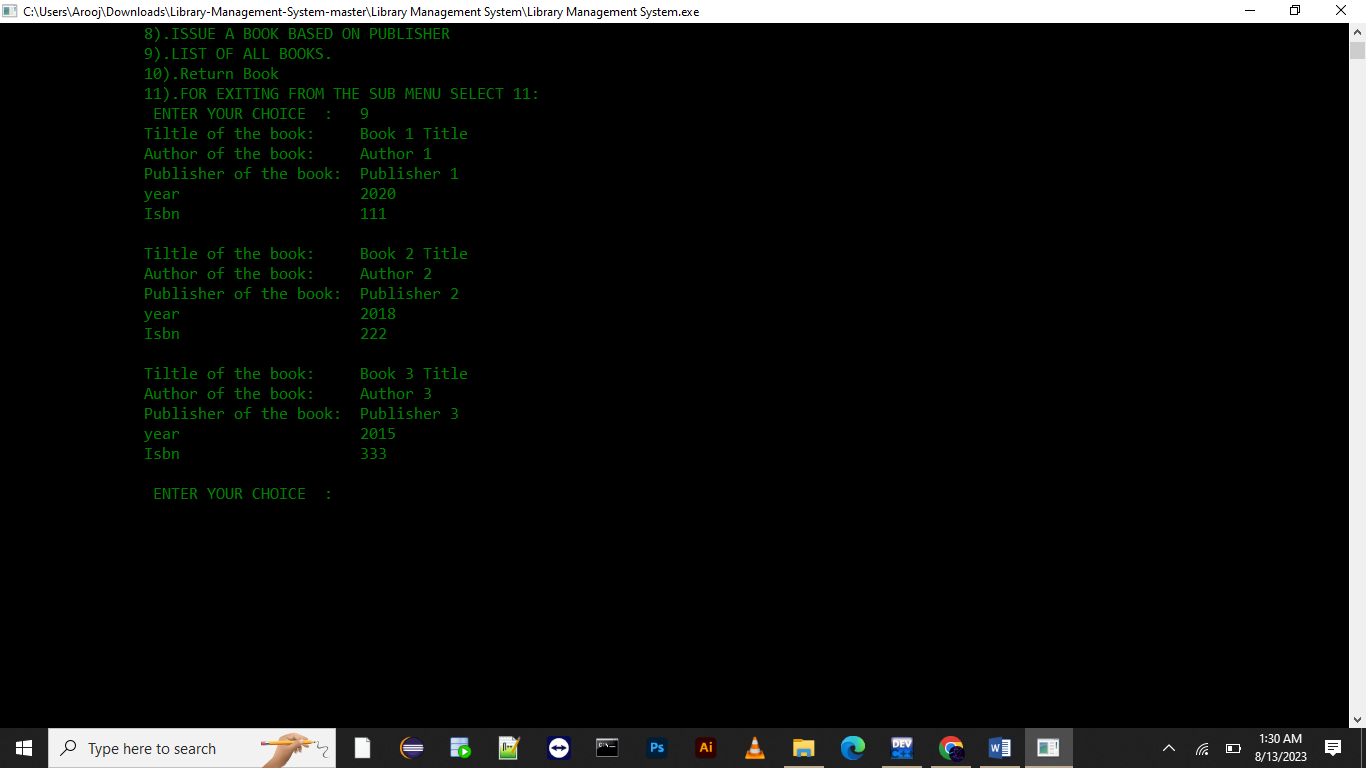 C:\Users\Arooj\Downloads\Library-Management-System-master\Library Management System\Library Management System.exe
8).ISSUE A BOOK BASED ON PUBLISHER
9).LIST OF ALL BOOKS.
10).Return Book
11).FOR EXITING FROM THE SUB MENU SELECT 11:
ENTER YOUR CHOICE  :   9
Tiltle of the book:     Book 1 Title
Author of the book:     Author 1
Publisher of the book:  Publisher 1
year                    2020
Isbn                    111
Tiltle of the book:     Book 2 Title
Author of the book:     Author 2
Publisher of the book:  Publisher 2
year                    2018
Isbn                    222
Tiltle of the book:     Book 3 Title
Author of the book:     Author 3
Publisher of the book:  Publisher 3
year                    2015
Isbn                    333
ENTER YOUR CHOICE  :
Type here to search
Ps
Ai
DEV
1:30 AM
8/13/2023